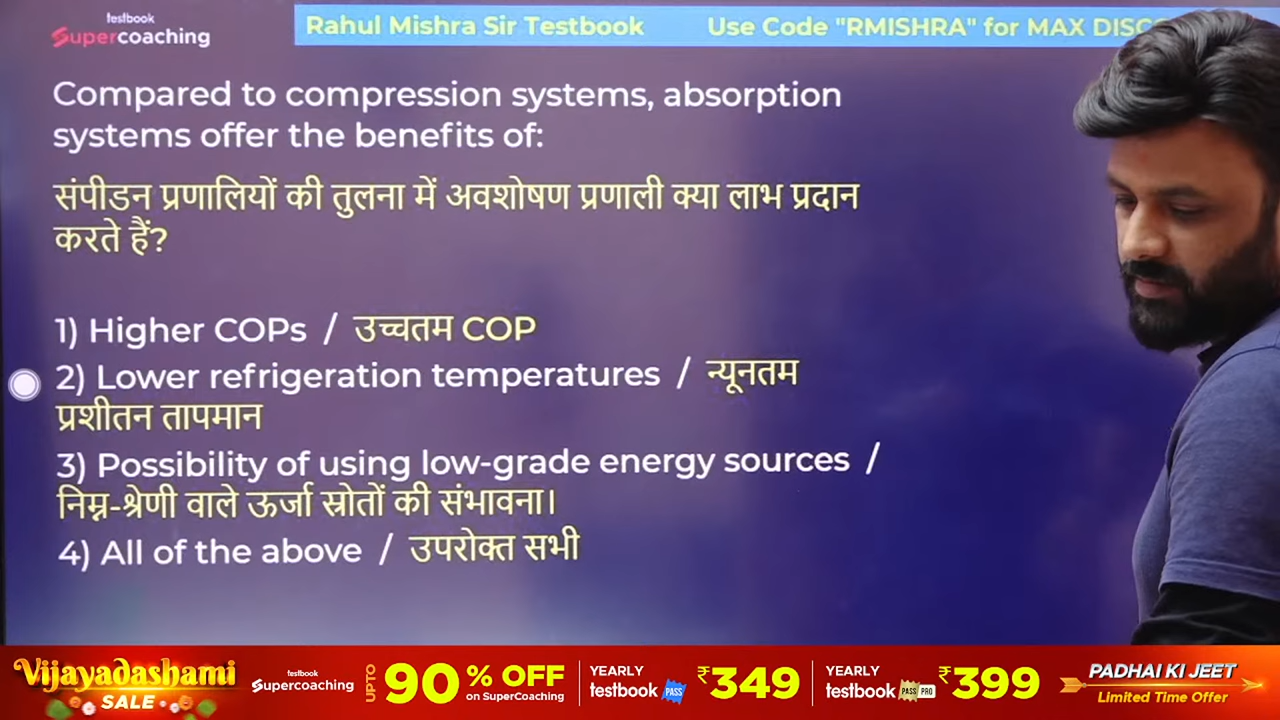 testbook
Supercoaching
Rahul Mishra Sir Testbook Use Code "RMISHRA" for MAX
Compared to compression systems, absorption
systems offer the benefits of:
संपीडन प्रणालियों की तुलना में अवशोषण प्रणाली क्या लाभ प्रदान
करते हैं?
1) Higher COPs / उच्चतम COP
2) Lower refrigeration temperatures / न्यूनतम
प्रशीतन तापमान
3) Possibility of using low-grade energy sources /
निम्न-श्रेणी वाले ऊर्जा स्रोतों की संभावना।
4) All of the above / उपरोक्त सभी
Vijayadashami
SALE
testbook
Supercoaching
UPTO 90% OFF
on SuperCoaching
YEARLY
testbook PASS
₹349
YEARLY
testbook PASS PRO
₹399
PADHAI KI JEET
Limited Time Offer